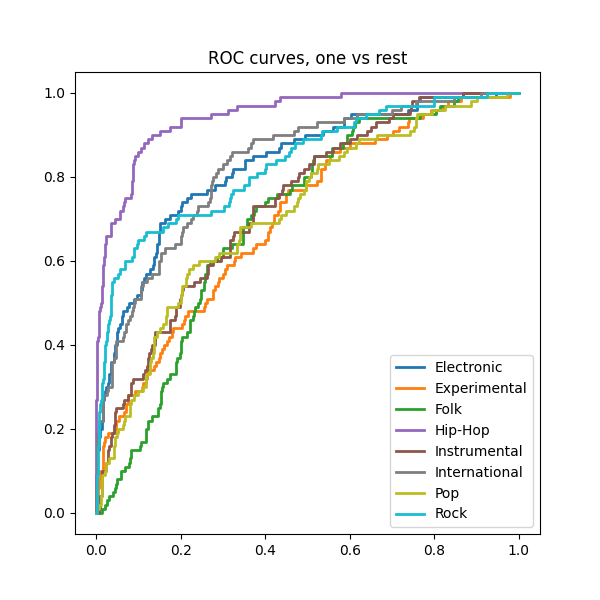 ROC curves, one vs rest
1.0
0.8
0.6
0.4
0.2
0.0
Electronic
Experimental
Folk
Hip-Hop
Instrumental
International
Pop
Rock
0.0 0.2 0.4 0.6 0.8 1.0